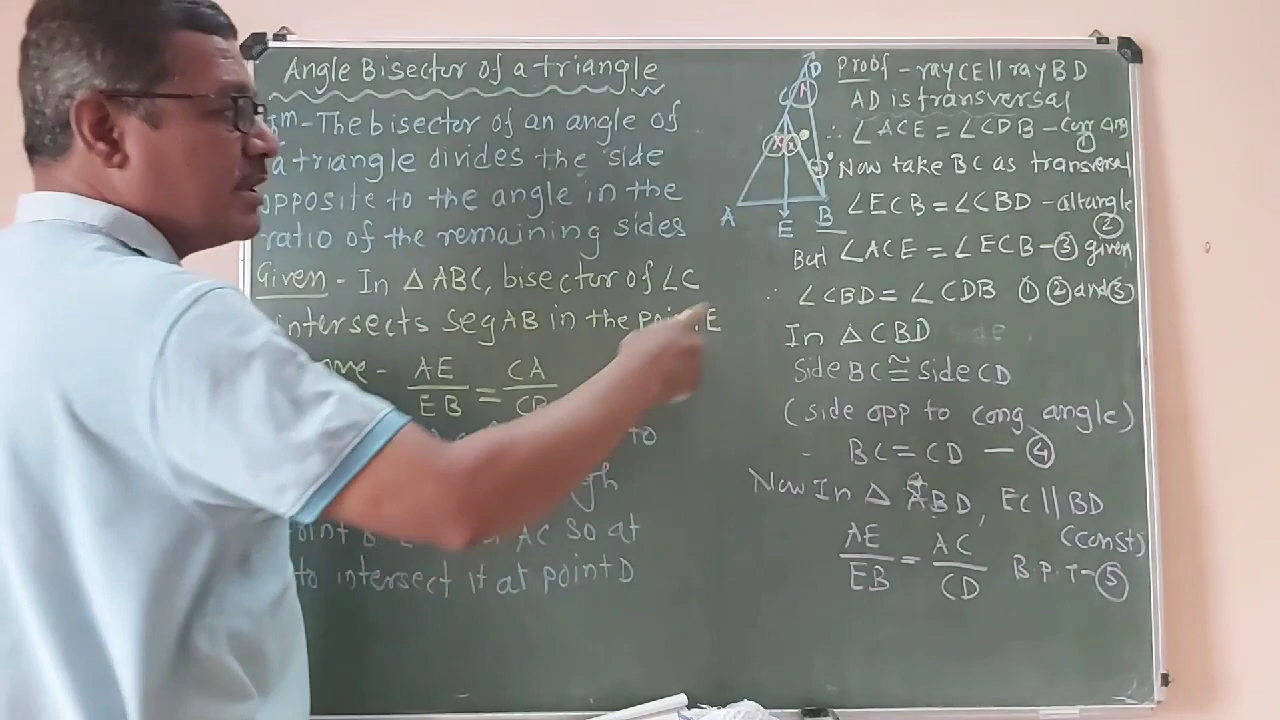 Angle Bisector of a triangle
Tm - The bisector of an angle of
a triangle divides the side
opposite to the angle in the
ratio of the remaining sides
Given - In △ ABC, bisector of ∠C
intersects seg AB in the point E
AE/EB = CA/CB
to
AC so at
to intersect it at point D
D
C
A
E
B
Proof - ray CE || ray BD
AD is transversal
∴ ∠ACE = ∠CDB - Corr ang ①
Now take BC as transversal
∠ECB = ∠CBD - alt angle ②
But ∠ACE = ∠ECB - ③ given
∴ ∠CBD = ∠CDB ① ② and ③
In △ CBD
Side BC ≅ Side CD
(side opp to cong angle)
BC = CD — ④
Now In △ ABD, EC || BD
(const)
AE/EB = AC/CD B.P.T - ⑤